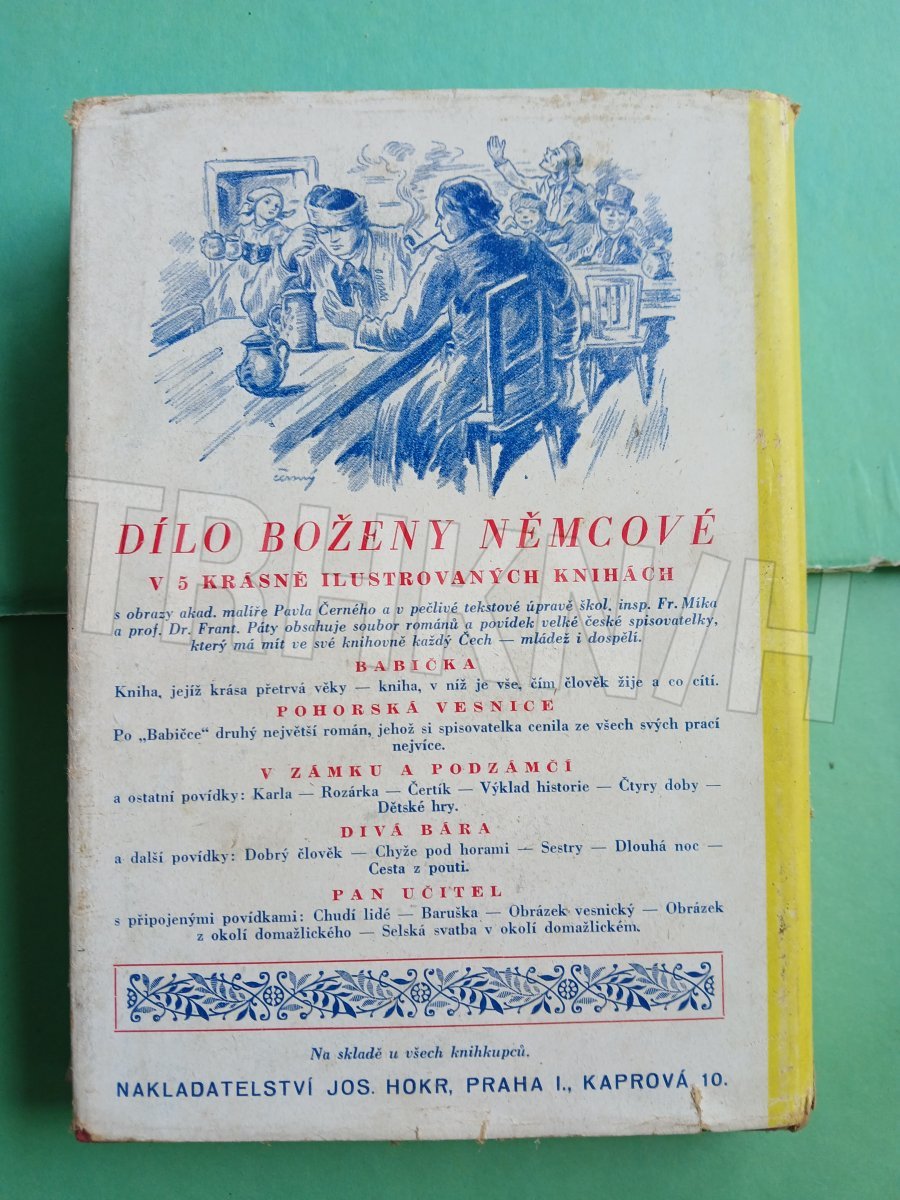 černý
DÍLO BOŽENY NĚMCOVÉ
V 5 KRÁSNĚ ILUSTROVANÝCH KNIHÁCH
s obrazy akad. malíře Pavla Černého a v pečlivé tekstové úpravě škol. insp. Fr. Mika
a prof. Dr. Frant. Páty obsahuje soubor románů a povídek velké české spisovatelky,
který má mít ve své knihovně každý Čech — mládež i dospělí.
BABIČKA
Kniha, jejíž krása přetrvá věky — kniha, v níž je vše, čím člověk žije a co cítí.
POHORSKÁ VESNICE
Po „Babičce“ druhý největší román, jehož si spisovatelka cenila ze všech svých prací
nejvíce.
V ZÁMKU A PODZÁMČÍ
a ostatní povídky: Karla — Rozárka — Čertík — Výklad historie — Čtyry doby —
Dětské hry.
DIVÁ BÁRA
a další povídky: Dobrý člověk — Chyže pod horami — Sestry — Dlouhá noc —
Cesta z pouti.
PAN UČITEL
s připojenými povídkami: Chudí lidé — Baruška — Obrázek vesnický — Obrázek
z okolí domažlického — Selská svatba v okolí domažlickém.
Na skladě u všech knihkupců.
NAKLADATELSTVÍ JOS. HOKR, PRAHA I., KAPROVÁ 10.
TRHKNIH